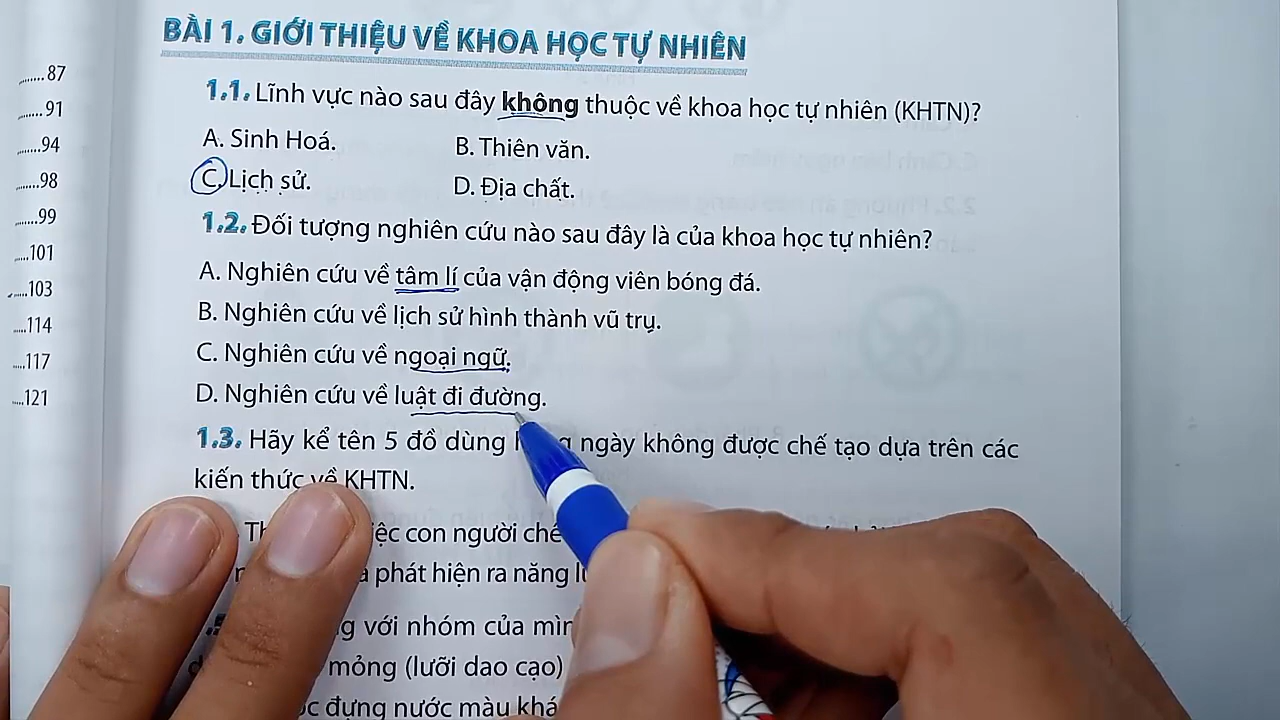 BÀI 1. GIỚI THIỆU VỀ KHOA HỌC TỰ NHIÊN
1.1. Lĩnh vực nào sau đây không thuộc về khoa học tự nhiên (KHTN)?
A. Sinh Hoá. B. Thiên văn.
C. Lịch sử. D. Địa chất.
1.2. Đối tượng nghiên cứu nào sau đây là của khoa học tự nhiên?
A. Nghiên cứu về tâm lí của vận động viên bóng đá.
B. Nghiên cứu về lịch sử hình thành vũ trụ.
C. Nghiên cứu về ngoại ngữ.
D. Nghiên cứu về luật đi đường.
1.3. Hãy kể tên 5 đồ dùng ngày không được chế tạo dựa trên các
kiến thức về KHTN.
con người chế
phát hiện ra năng
với nhóm của
mỏng (lưỡi dao cạo)
đựng nước màu
........87
........91
.....94
......98
......99
.....101
......103
....114
.....117
....121